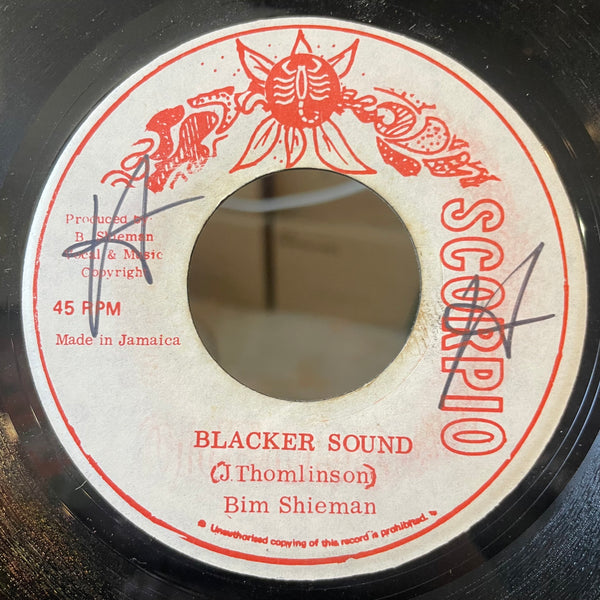 SCORPIO
Produced by
B. Shieman
Vocal & Music
Copyright
45 RPM
Made in Jamaica
BLACKER SOUND
(J. Thomlinson)
Bim Shieman
Unauthorised copying of this record is prohibited.